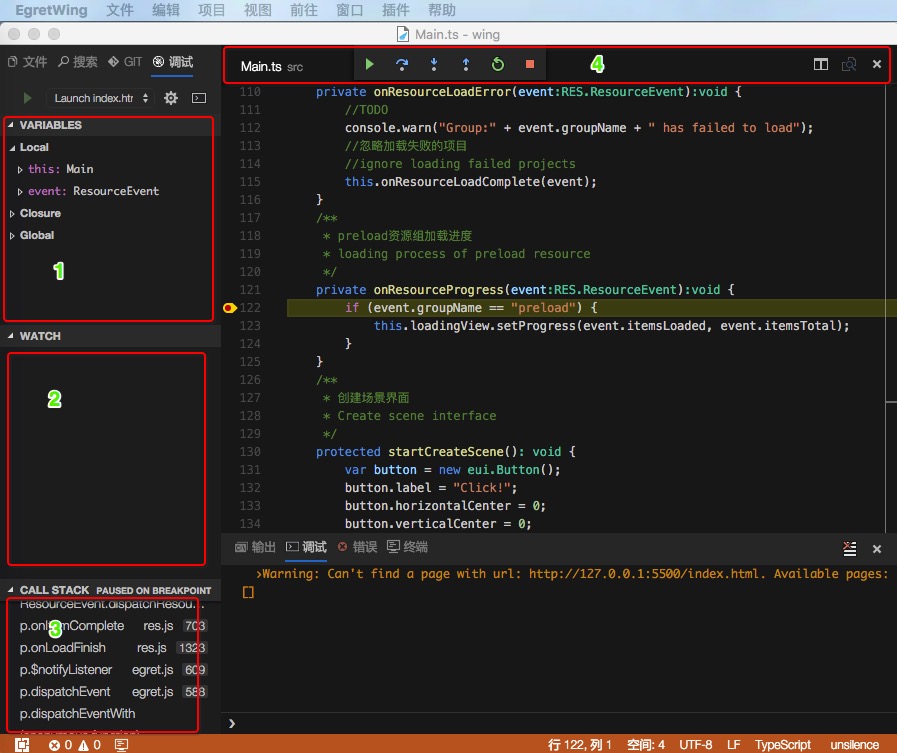 EgretWing 文件 编辑 项目 视图 前往 窗口 插件 帮助
Main.ts - wing
文件 搜索 GIT 调试
Launch index.htr
Main.ts src
4
VARIABLES
Local
this: Main
event: ResourceEvent
Closure
Global
1
WATCH
2
CALL STACK PAUSED ON BREAKPOINT
ResourceEvent.dispatchResou...
p.onItemComplete res.js 703
3
p.onLoadFinish res.js 1323
p.$notifyListener egret.js 609
p.dispatchEvent egret.js 588
p.dispatchEventWith
110 private onResourceLoadError(event:RES.ResourceEvent):void {
111 //TODO
112 console.warn("Group:" + event.groupName + " has failed to load");
113 //忽略加载失败的项目
114 //ignore loading failed projects
115 this.onResourceLoadComplete(event);
116 }
117 /**
118 * preload资源组加载进度
119 * loading process of preload resource
120 */
121 private onResourceProgress(event:RES.ResourceEvent):void {
122 if (event.groupName == "preload") {
123 this.loadingView.setProgress(event.itemsLoaded, event.itemsTotal);
124 }
125 }
126 /**
127 * 创建场景界面
128 * Create scene interface
129 */
130 protected startCreateScene(): void {
131 var button = new eui.Button();
132 button.label = "Click!";
133 button.horizontalCenter = 0;
134 button.verticalCenter = 0;
输出 调试 错误 终端
›Warning: Can't find a page with url: http://127.0.0.1:5500/index.html. Available pages:
[]
❯
0 0 行 122, 列 1 空间: 4 UTF-8 LF TypeScript unsilence